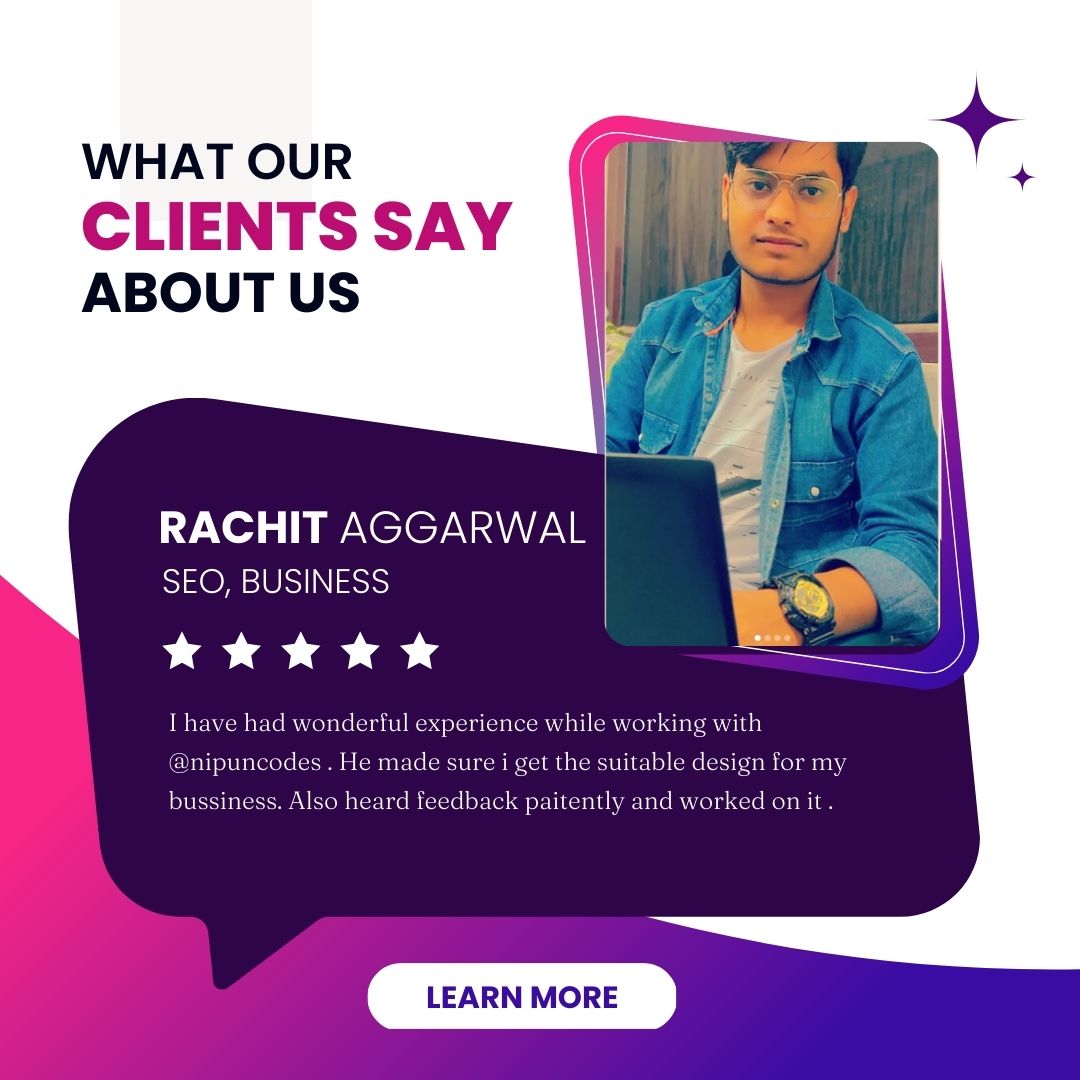 WHAT OUR
CLIENTS SAY
ABOUT US
RACHIT AGGARWAL
SEO, BUSINESS
I have had wonderful experience while working with
@nipuncodes . He made sure i get the suitable design for my
bussiness. Also heard feedback paitently and worked on it .
LEARN MORE